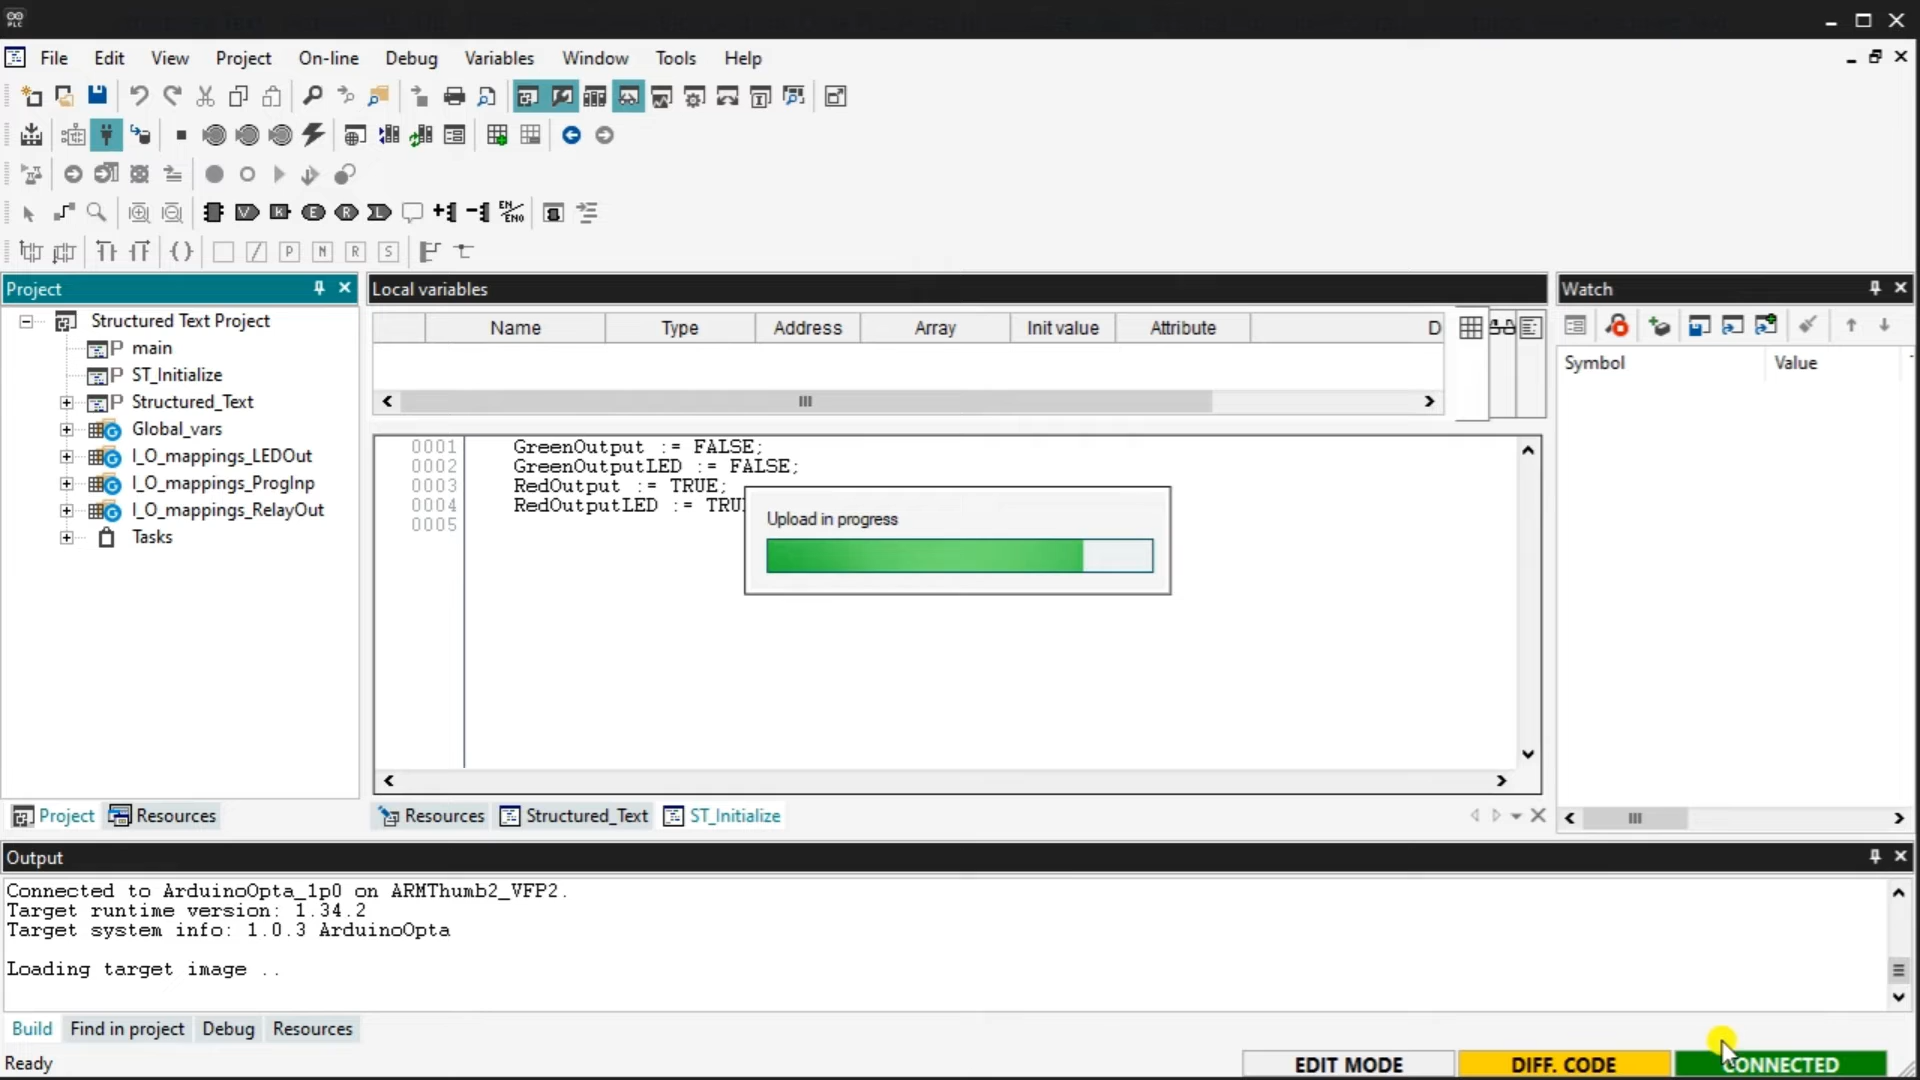 PLC
File Edit View Project On-line Debug Variables Window Tools Help
V K E R L EN/ENO
P N R S
Project
Structured Text Project
P main
P ST_Initialize
P Structured_Text
G Global_vars
G I_O_mappings_LEDOut
G I_O_mappings_ProgInp
G I_O_mappings_RelayOut
Tasks
Project Resources
Local variables
Name Type Address Array Init value Attribute D
0001 GreenOutput := FALSE;
0002 GreenOutputLED := FALSE;
0003 RedOutput := TRUE;
0004 RedOutputLED := TRU
0005
Upload in progress
Resources Structured_Text ST_Initialize
Watch
Symbol Value
Output
Connected to ArduinoOpta_1p0 on ARMThumb2_VFP2.
Target runtime version: 1.34.2
Target system info: 1.0.3 ArduinoOpta
Loading target image ..
Build Find in project Debug Resources
Ready EDIT MODE DIFF. CODE CONNECTED